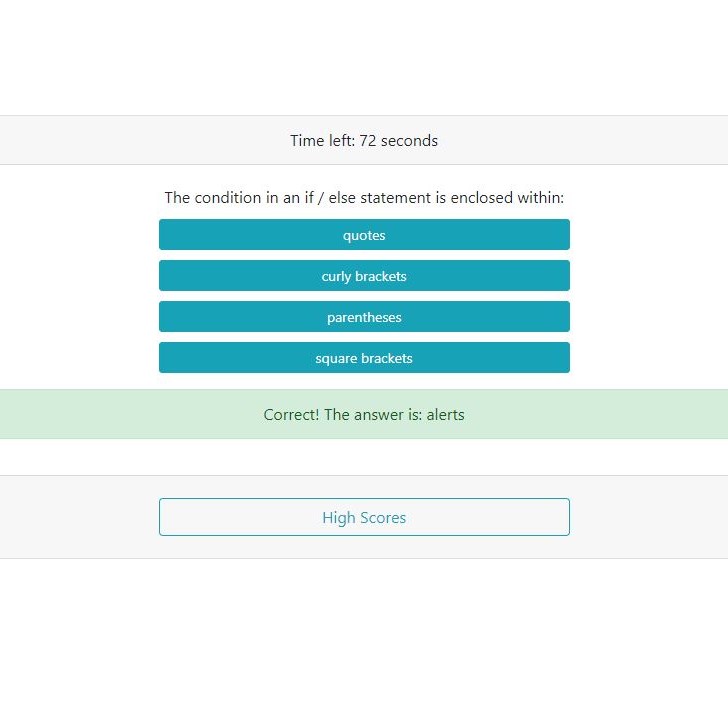 Time left: 72 seconds
The condition in an if / else statement is enclosed within:
quotes
curly brackets
parentheses
square brackets
Correct! The answer is: alerts
High Scores